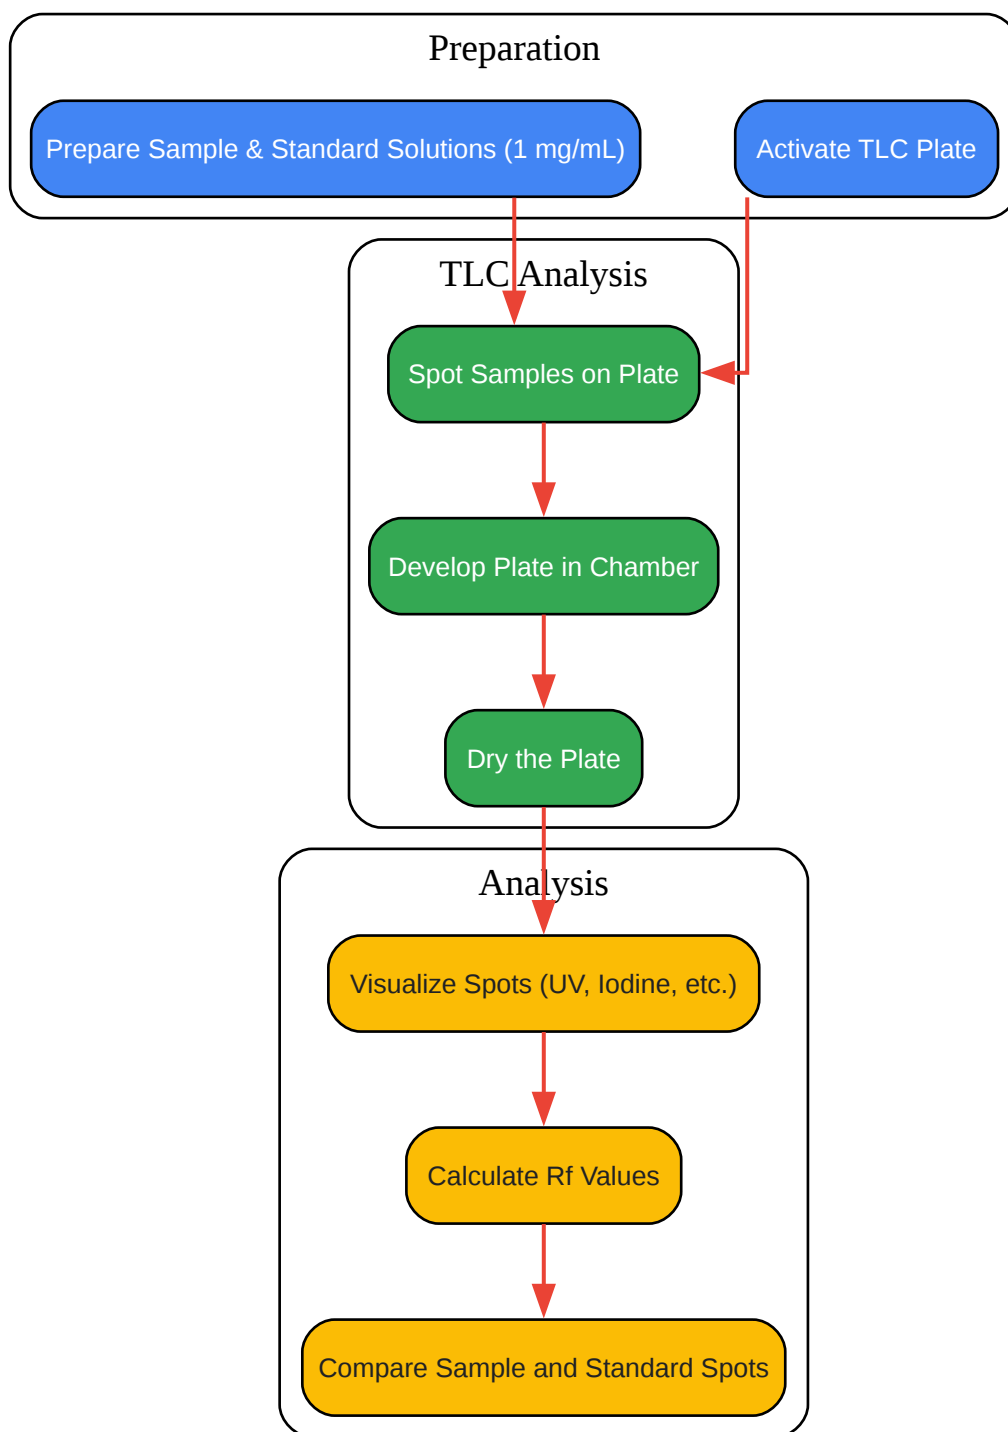 Preparation
Prepare Sample & Standard Solutions (1 mg/mL)
Activate TLC Plate
TLC Analysis
Spot Samples on Plate
Develop Plate in Chamber
Dry the Plate
Analysis
Visualize Spots (UV, Iodine, etc.)
Calculate Rf Values
Compare Sample and Standard Spots